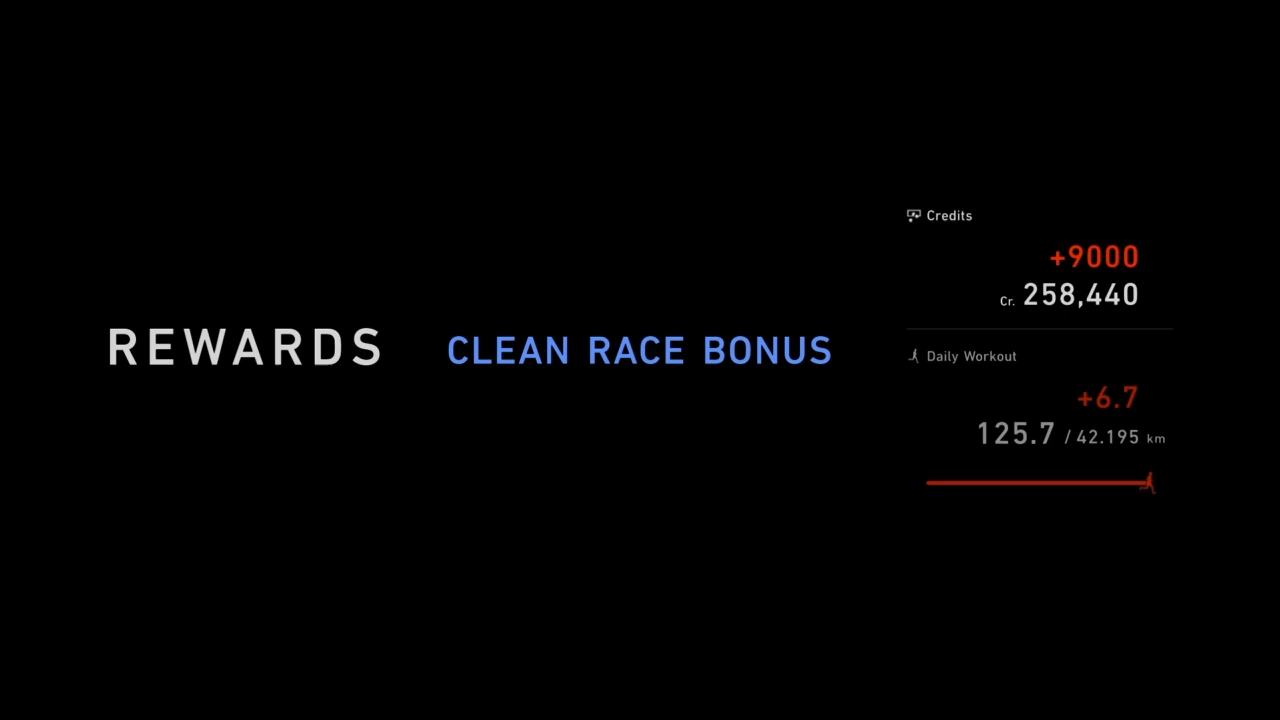 REWARDS
CLEAN RACE BONUS
Credits
+9000
Cr. 258,440
Daily Workout
+6.7
125.7 / 42.195 km